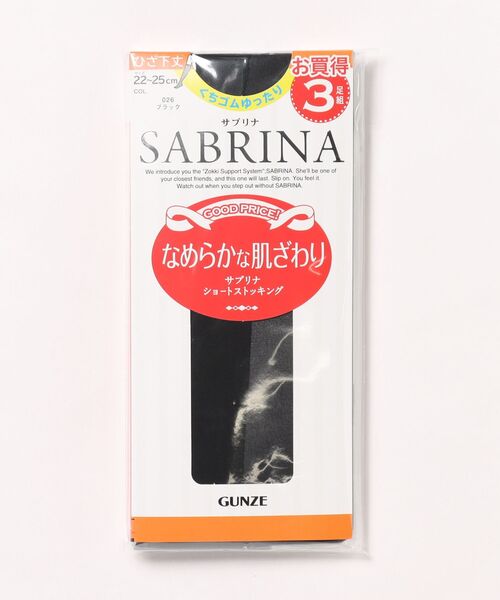 ひざ下丈
サイズ
22~25cm
COL.
026
ブラック
くちゴムゆったり
お買得
3足組
サブリナ
SABRINA
We introduce you the "Zokki Support System",SABRINA. She'll be one of
your closest friends, and this one will last. Slip on. You feel it.
Watch out when you step out without SABRINA.
GOOD PRICE!
なめらかな肌ざわり
サブリナ
ショートストッキング
GUNZE